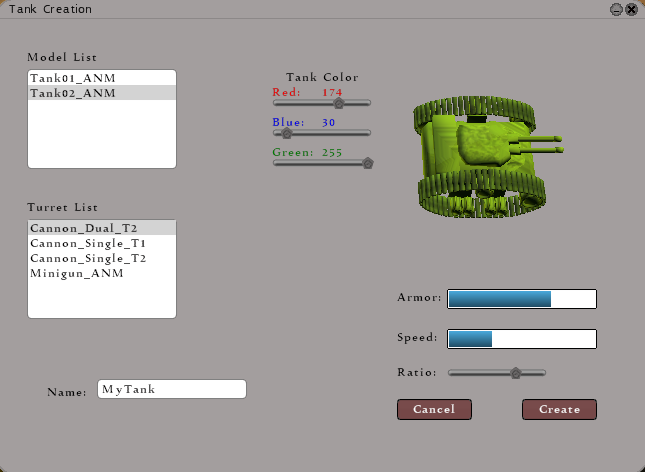 Tank Creation
Model List
Tank01_ANM
Tank02_ANM
Tank Color
Red: 174
Blue: 30
Green: 255
Turret List
Cannon_Dual_T2
Cannon_Single_T1
Cannon_Single_T2
Minigun_ANM
Armor:
Speed:
Ratio:
Name: MyTank
Cancel Create